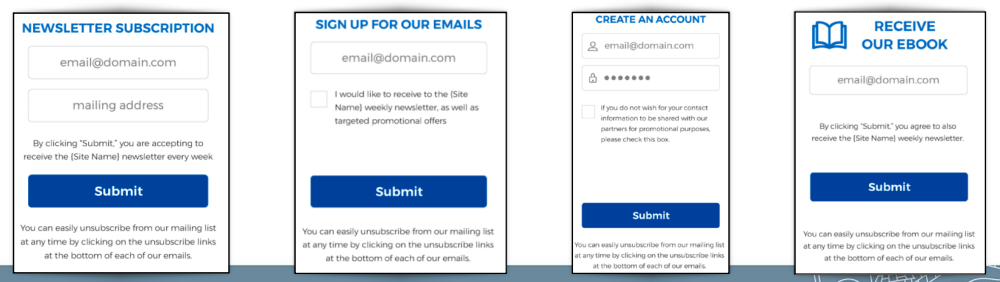 NEWSLETTER SUBSCRIPTION
email@domain.com
mailing address
By clicking "Submit," you are accepting to
receive the {Site Name} newsletter every week
Submit
You can easily unsubscribe from our mailing list
at any time by clicking on the unsubscribe links
at the bottom of each of our emails.
SIGN UP FOR OUR EMAILS
email@domain.com
I would like to receive to the {Site
Name} weekly newsletter, as well as
targeted promotional offers
Submit
You can easily unsubscribe from our mailing list
at any time by clicking on the unsubscribe links
at the bottom of each of our emails.
CREATE AN ACCOUNT
email@domain.com
If you do not wish for your contact
information to be shared with our
partners for promotional purposes,
please check this box.
Submit
You can easily unsubscribe from our mailing list
at any time by clicking on the unsubscribe links
at the bottom of each of our emails.
RECEIVE
OUR EBOOK
email@domain.com
By clicking "Submit," you agree to also
receive the {Site Name} weekly newsletter.
Submit
You can easily unsubscribe from our mailing list
at any time by clicking on the unsubscribe links
at the bottom of each of our emails.